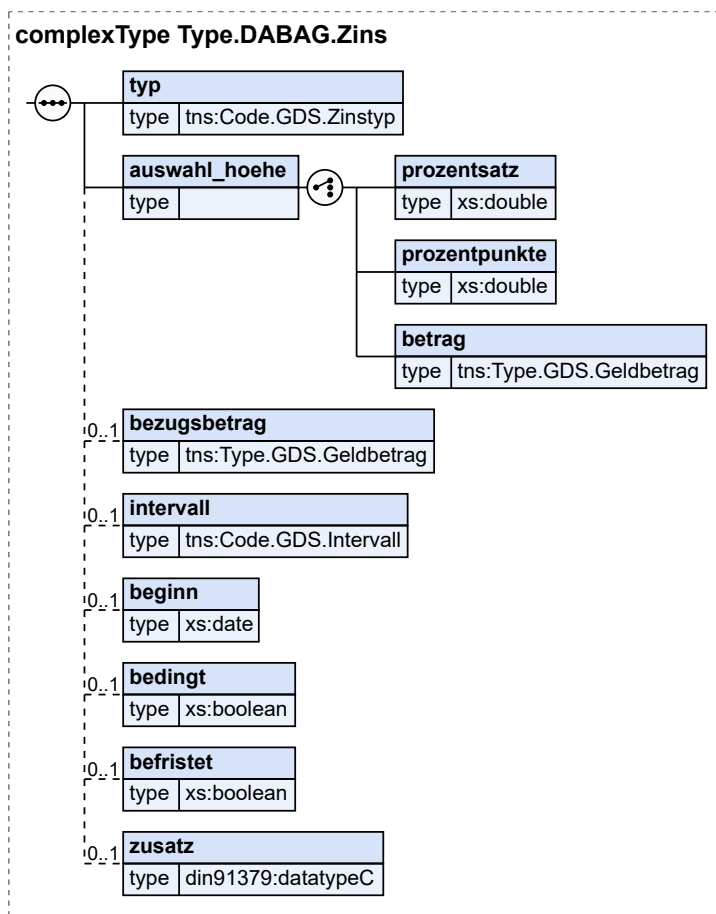 complexType Type.DABAG.Zins
typ
type tns:Code.GDS.Zinstyp
auswahl_hoehe
type
prozentsatz
type xs:double
prozentpunkte
type xs:double
betrag
type tns:Type.GDS.Geldbetrag
0..1
bezugsbetrag
type tns:Type.GDS.Geldbetrag
0..1
intervall
type tns:Code.GDS.Intervall
0..1
beginn
type xs:date
0..1
bedingt
type xs:boolean
0..1
befristet
type xs:boolean
0..1
zusatz
type din91379:datatypeC